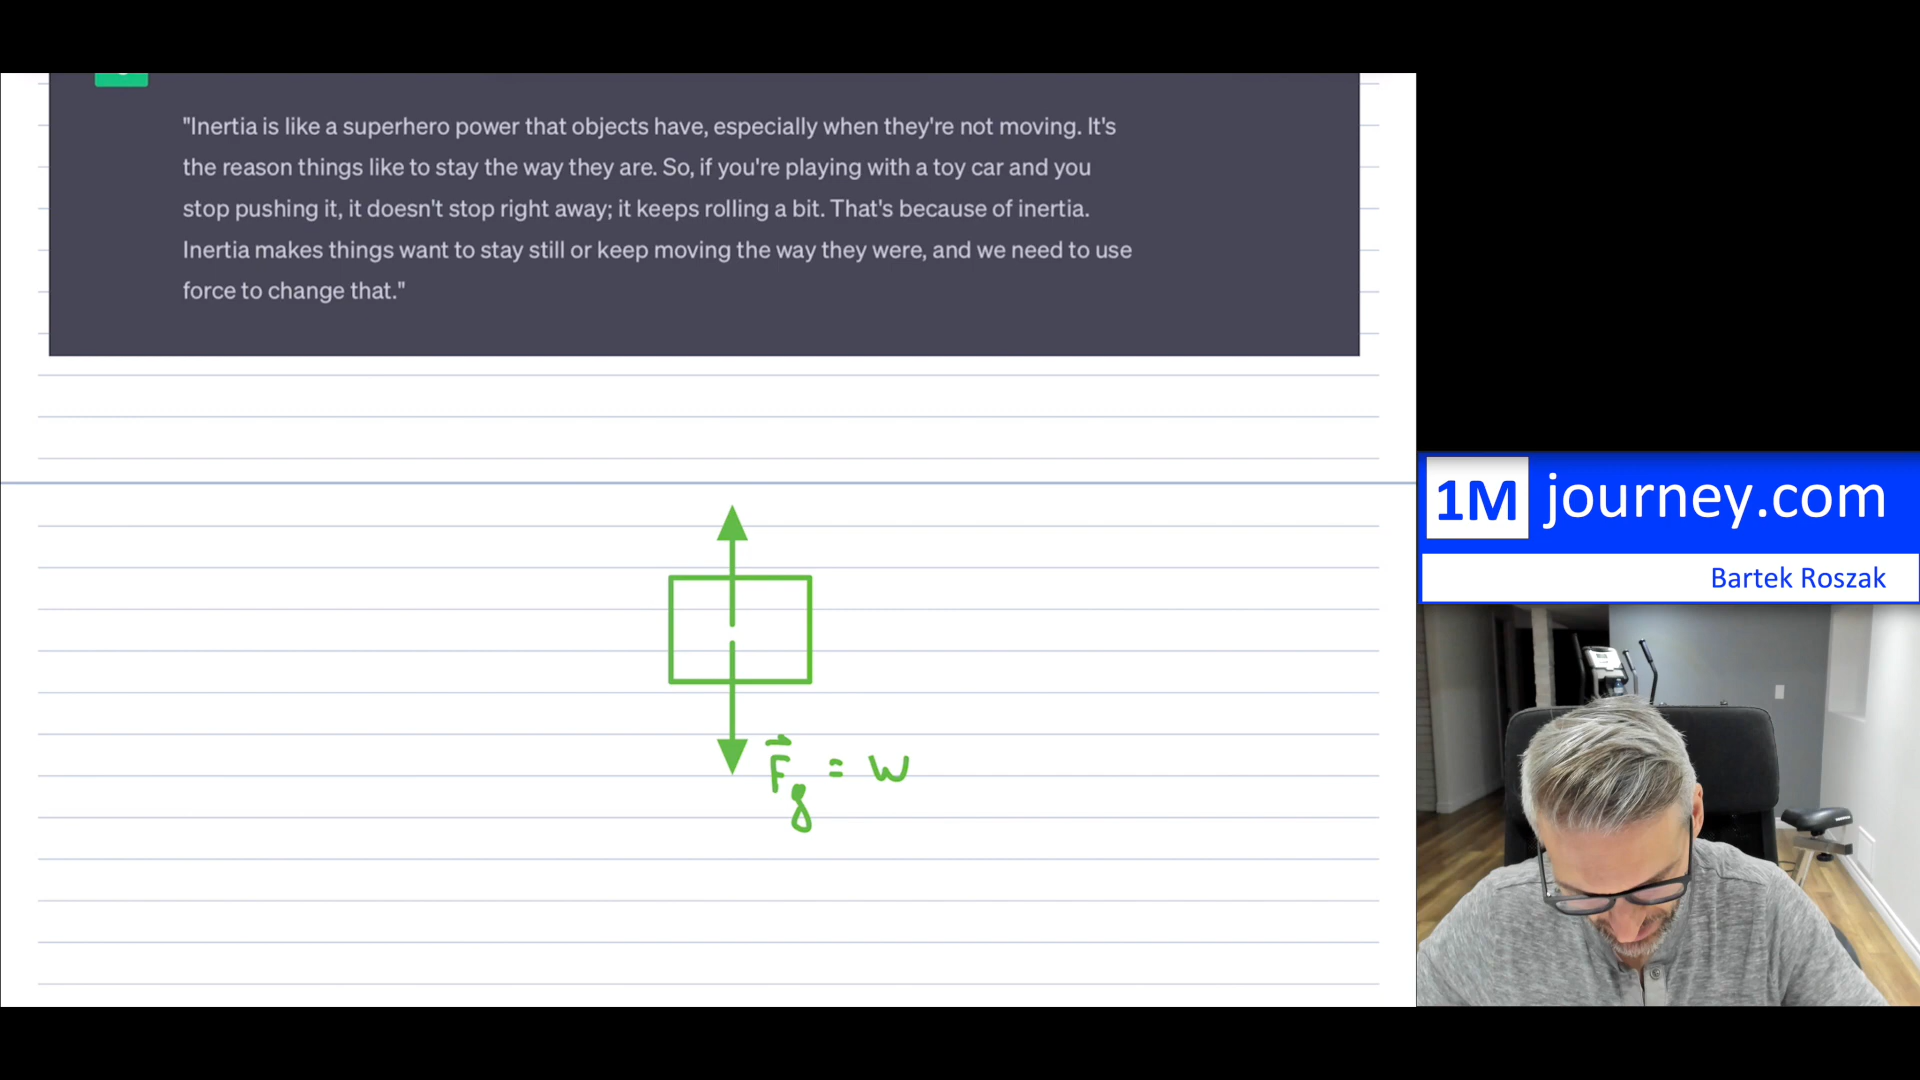 "Inertia is like a superhero power that objects have, especially when they're not moving. It's
the reason things like to stay the way they are. So, if you're playing with a toy car and you
stop pushing it, it doesn't stop right away; it keeps rolling a bit. That's because of inertia.
Inertia makes things want to stay still or keep moving the way they were, and we need to use
force to change that."
1M journey.com
Bartek Roszak
F⃗g = w